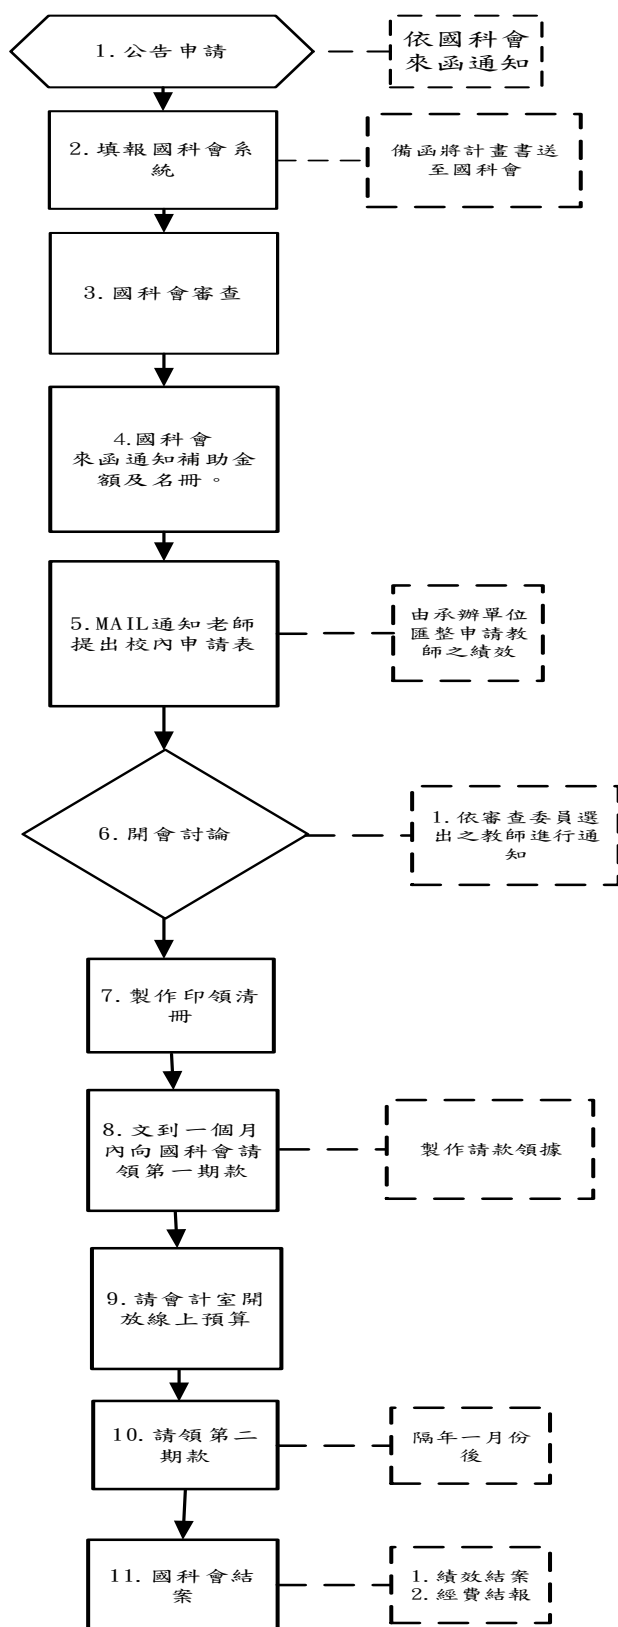 1. 公告申請
依國科會
來函通知
2. 填報國科會系
統
備函將計畫書送
至國科會
3. 國科會審查
4.國科會
來函通知補助金
額及名冊。
5.MAIL通知老師
提出校內申請表
由承辦單位
匯整申請教
師之績效
6. 開會討論
1. 依審查委員選
出之教師進行通
知
7. 製作印領清
冊
8. 文到一個月
內向國科會請
領第一期款
製作請款領據
9. 請會計室開
放線上預算
10. 請領第二
期款
隔年一月份
後
11. 國科會結
案
1. 績效結案
2. 經費結報